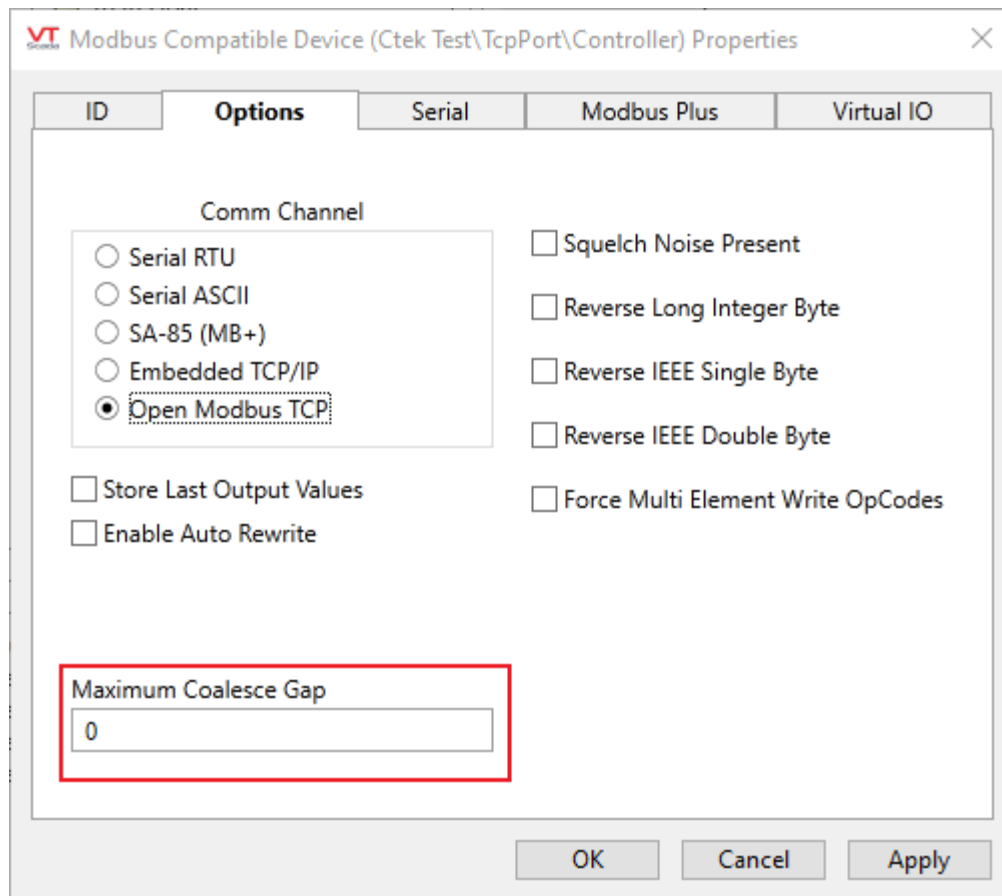 VT
Scada
Modbus Compatible Device (Ctek Test\TcpPort\Controller) Properties
ID
Options
Serial
Modbus Plus
Virtual IO
Comm Channel
Serial RTU
Serial ASCII
SA-85 (MB+)
Embedded TCP/IP
Open Modbus TCP
Store Last Output Values
Enable Auto Rewrite
Squelch Noise Present
Reverse Long Integer Byte
Reverse IEEE Single Byte
Reverse IEEE Double Byte
Force Multi Element Write OpCodes
Maximum Coalesce Gap
0
OK
Cancel
Apply